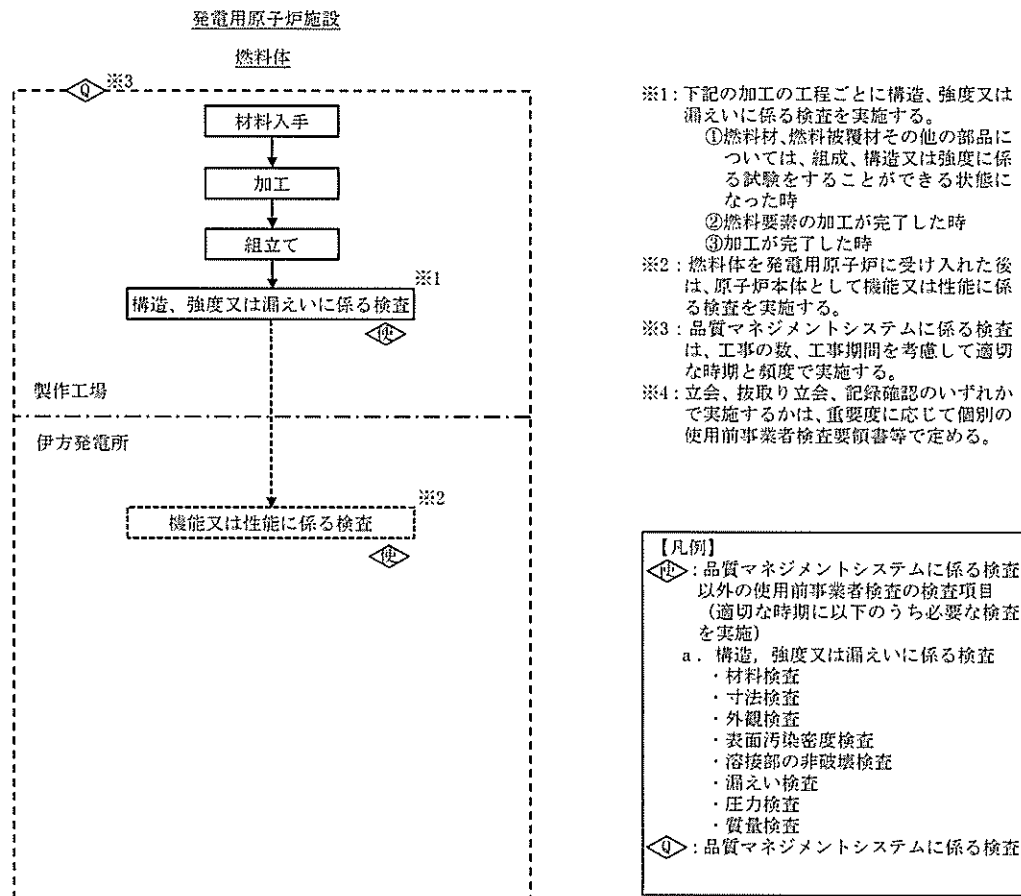 発電用原子炉施設
燃料体
Q ※3
材料入手
加工
組立て
※1
構造、強度又は漏えいに係る検査
使
製作工場
伊方発電所
※2
機能又は性能に係る検査
使
※1：下記の加工の工程ごとに構造、強度又は
漏えいに係る検査を実施する。
①燃料材、燃料被覆材その他の部品に
ついては、組成、構造又は強度に係
る試験をすることができる状態に
なった時
②燃料要素の加工が完了した時
③加工が完了した時
※2：燃料体を発電用原子炉に受け入れた後
は、原子炉本体として機能又は性能に係
る検査を実施する。
※3：品質マネジメントシステムに係る検査
は、工事の数、工事期間を考慮して適切
な時期と頻度で実施する。
※4：立会、抜取り立会、記録確認のいずれか
で実施するかは、重要度に応じて個別の
使用前事業者検査要領書等で定める。
【凡例】
使：品質マネジメントシステムに係る検査
以外の使用前事業者検査の検査項目
（適切な時期に以下のうち必要な検査
を実施）
a．構造，強度又は漏えいに係る検査
・材料検査
・寸法検査
・外観検査
・表面汚染密度検査
・溶接部の非破壊検査
・漏えい検査
・圧力検査
・質量検査
Q：品質マネジメントシステムに係る検査